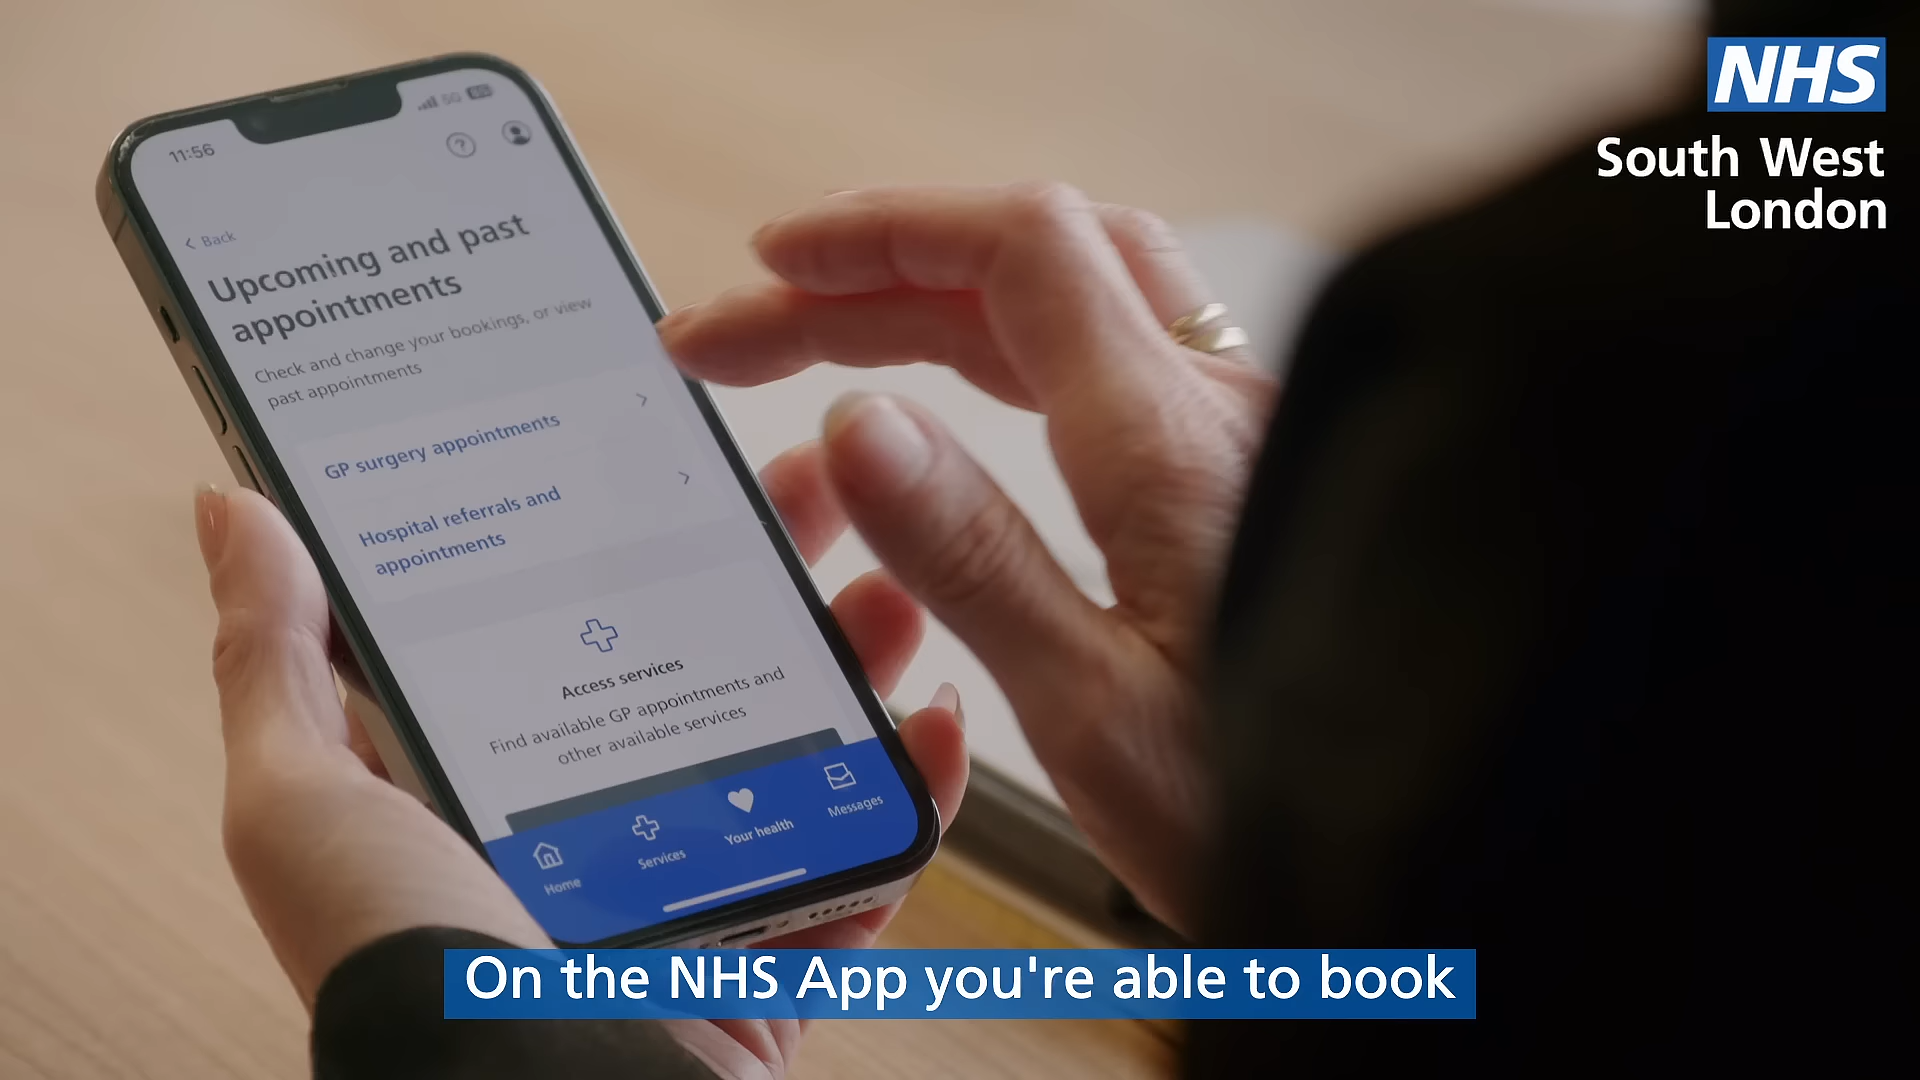 NHS
South West
London
11:56
5G
?
Back
Upcoming and past
appointments
Check and change your bookings, or view
past appointments
GP surgery appointments
Hospital referrals and
appointments
Access services
Find available GP appointments and
other available services
Home
Services
Your health
Messages
On the NHS App you're able to book